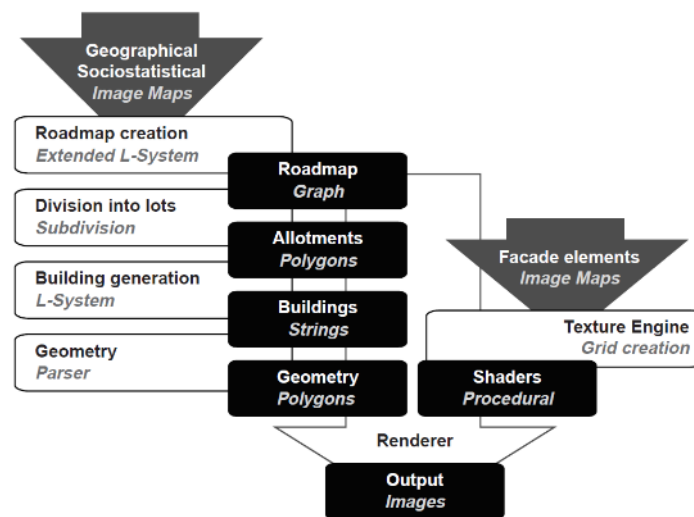 Geographical
Sociostatistical
Image Maps
Roadmap creation
Extended L-System
Roadmap
Graph
Division into lots
Subdivision
Allotments
Polygons
Facade elements
Image Maps
Building generation
L-System
Buildings
Strings
Texture Engine
Grid creation
Geometry
Parser
Geometry
Polygons
Shaders
Procedural
Renderer
Output
Images